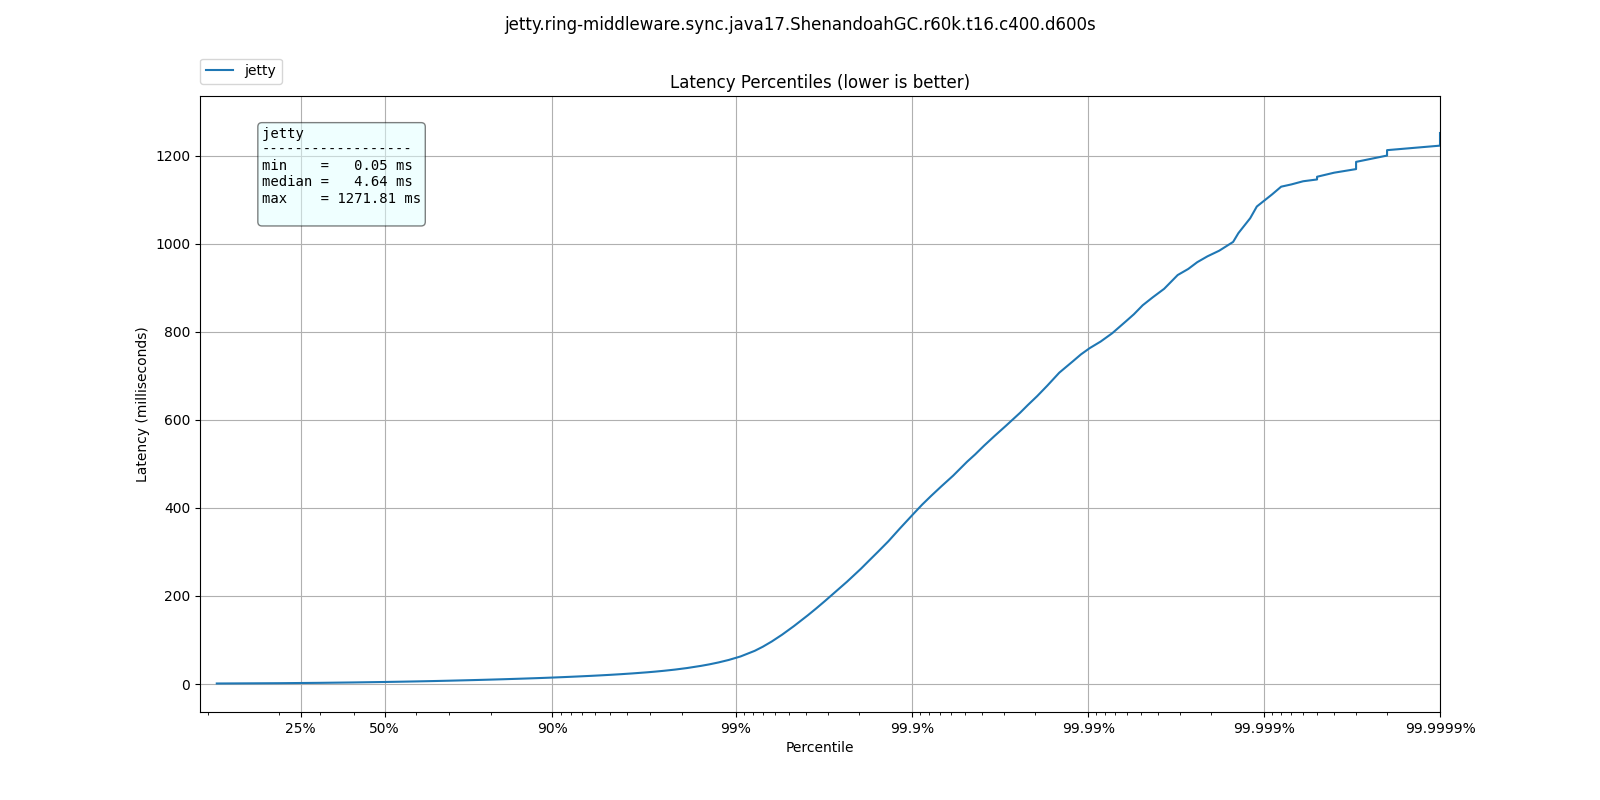 jetty.ring-middleware.sync.java17.ShenandoahGC.r60k.t16.c400.d600s
jetty
Latency Percentiles (lower is better)
jetty
------------------
min    =   0.05 ms
median =   4.64 ms
max    = 1271.81 ms
1200
1000
800
600
400
200
0
Latency (milliseconds)
25% 50% 90% 99% 99.9% 99.99% 99.999% 99.9999%
Percentile